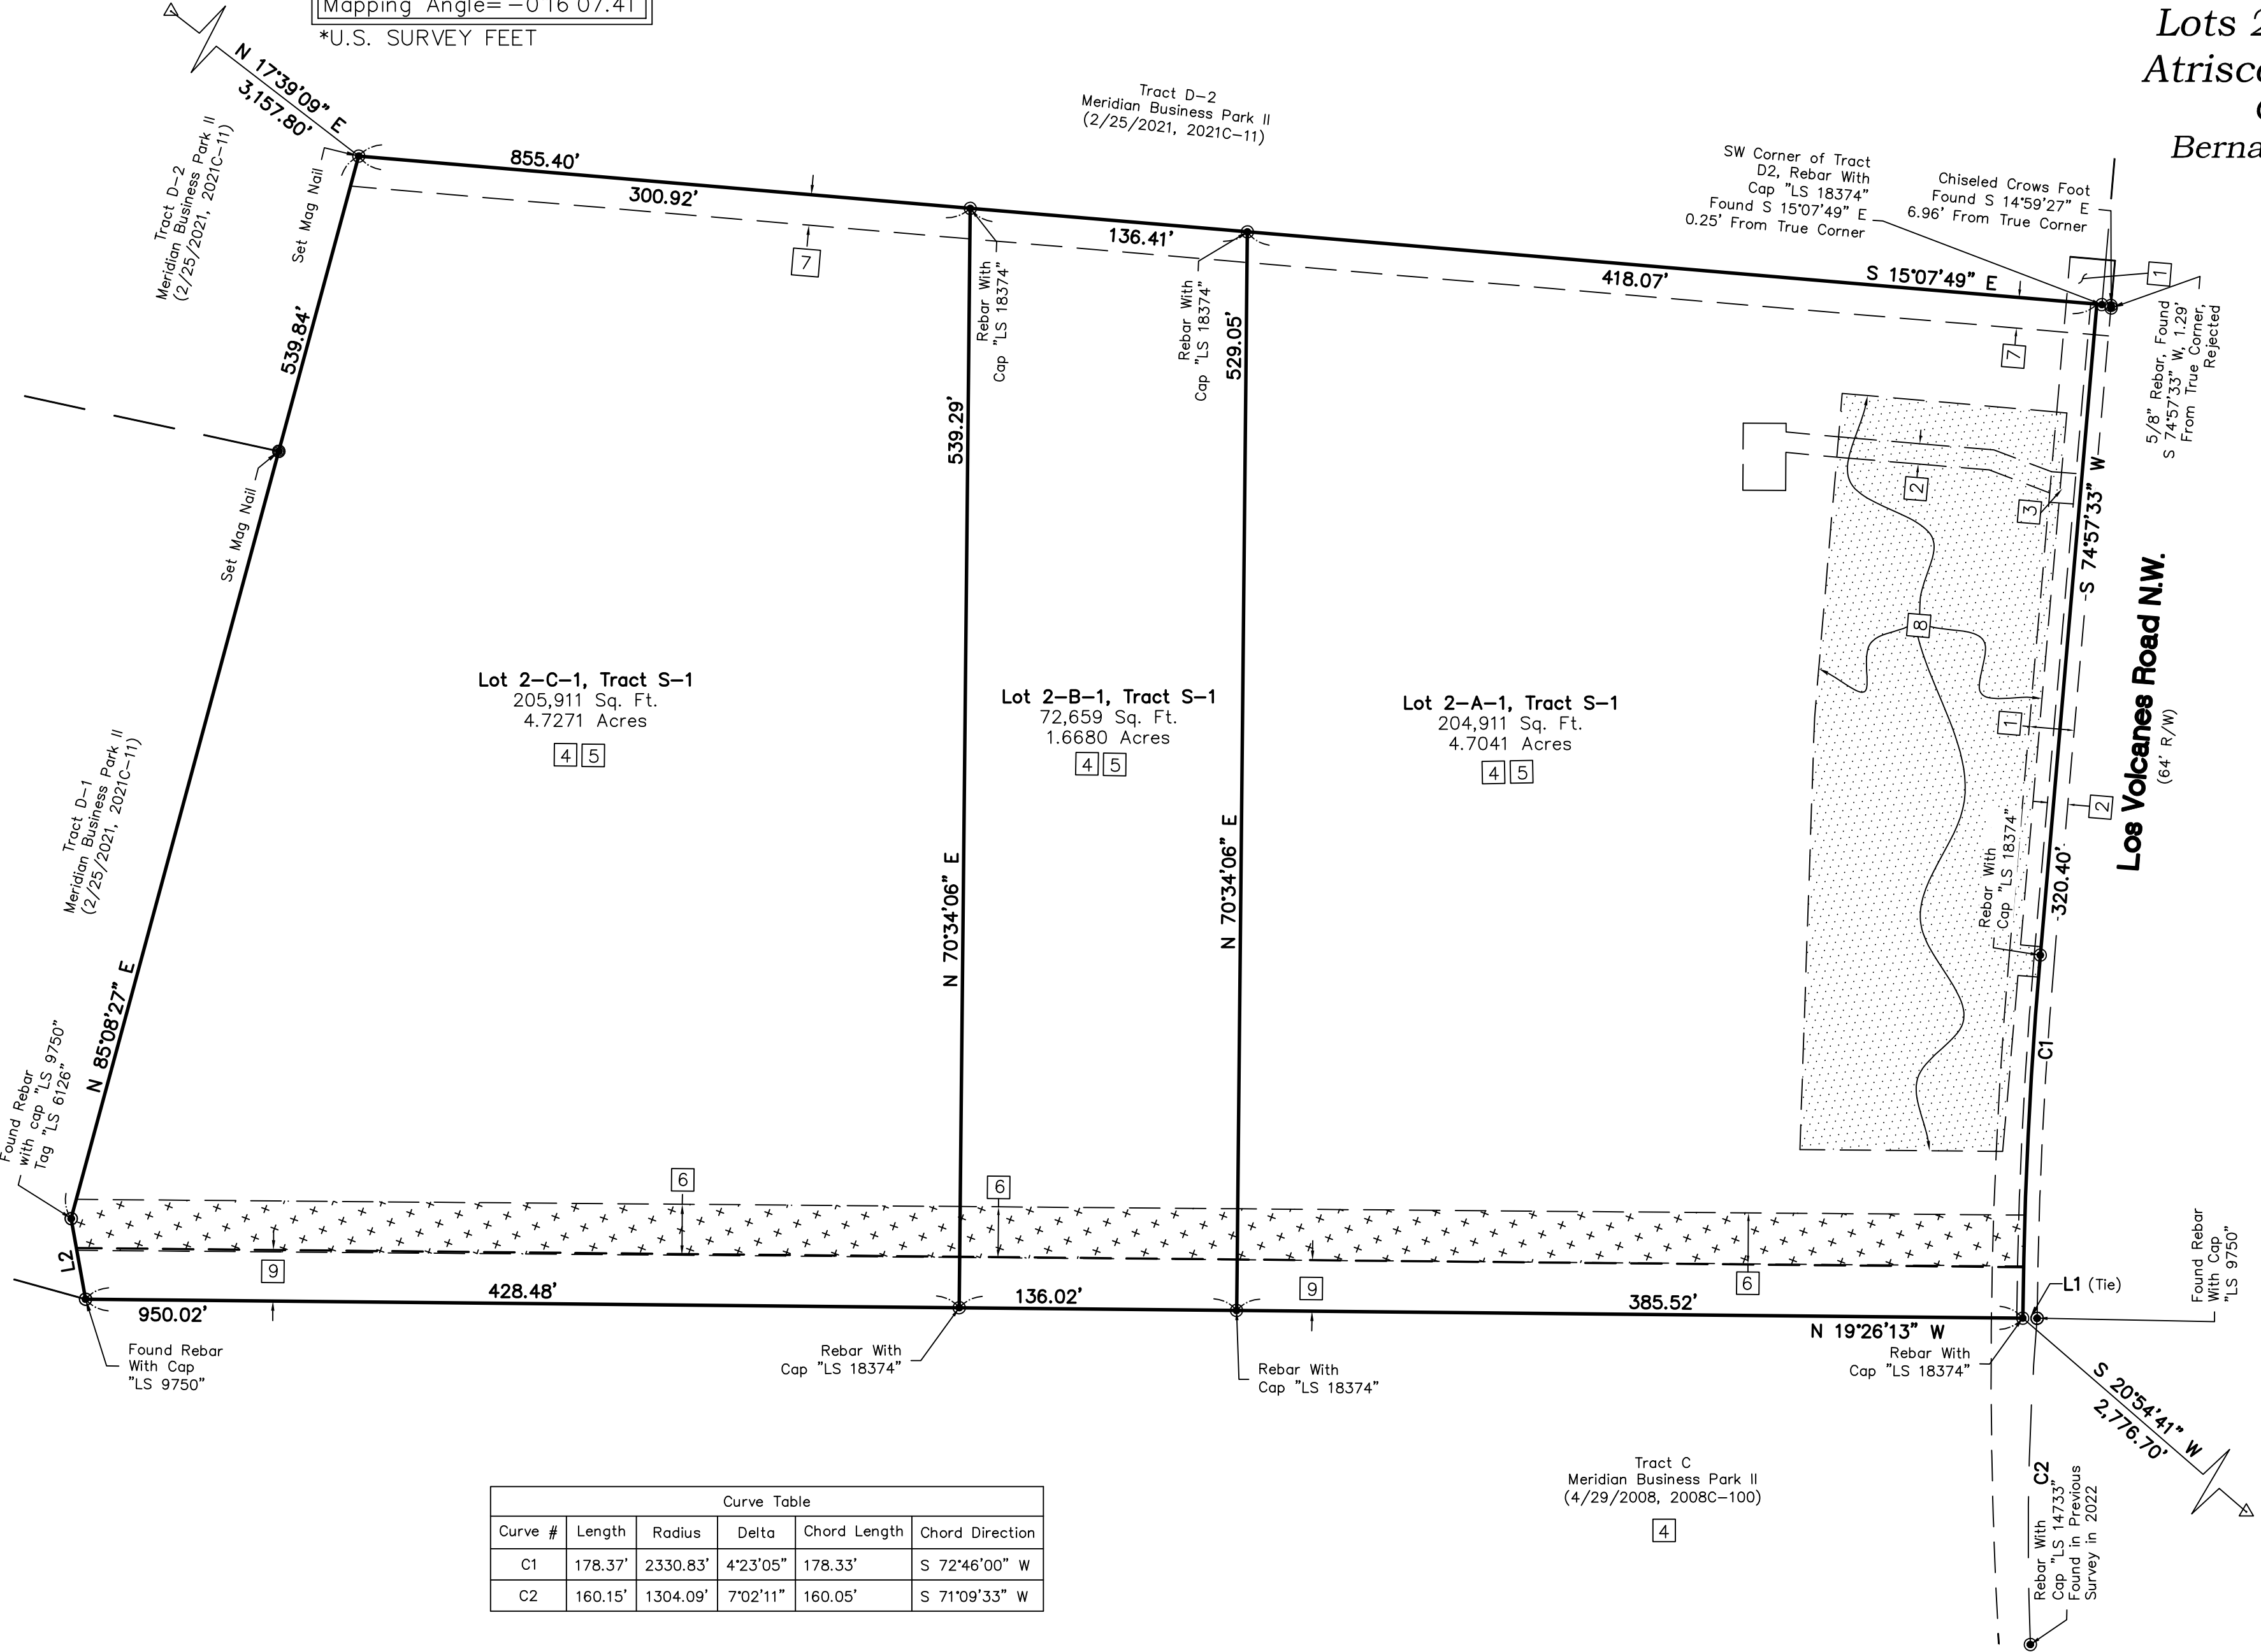 Mapping Angle= -0°16'07.41"
*U.S. SURVEY FEET
Lots 2
Atrisco
Berna
N 17°39'09" E
3,157.80'
Tract D-2
Meridian Business Park II
(2/25/2021, 2021C-11)
Set Mag Nail
855.40'
300.92'
7
Tract D-2
Meridian Business Park II
(2/25/2021, 2021C-11)
136.41'
418.07'
S 15°07'49" E
SW Corner of Tract
D2, Rebar With
Cap "LS 18374"
Found S 15°07'49" E
0.25' From True Corner
Chiseled Crows Foot
Found S 14°59'27" E
6.96' From True Corner
1
7
5/8" Rebar, Found
S 74°57'33" W, 1.29'
From True Corner,
Rejected
539.84'
Set Mag Nail
Rebar With
Cap "LS 18374"
Rebar With
Cap "LS 18374"
539.29'
529.05'
2
3
S 74°57'33" W
Los Volcanes Road N.W.
(64' R/W)
8
1
2
Lot 2-C-1, Tract S-1
205,911 Sq. Ft.
4.7271 Acres
4 5
Lot 2-B-1, Tract S-1
72,659 Sq. Ft.
1.6680 Acres
4 5
Lot 2-A-1, Tract S-1
204,911 Sq. Ft.
4.7041 Acres
4 5
Tract D-1
Meridian Business Park II
(2/25/2021, 2021C-11)
N 85°08'27" E
N 70°34'06" E
N 70°34'06" E
Rebar With
Cap "LS 18374"
320.40'
C1
Found Rebar
with cap "LS 9750"
Tag "LS 6126"
L2
6
6
6
9
9
428.48'
950.02'
136.02'
385.52'
N 19°26'13" W
L1 (Tie)
Found Rebar
With Cap
"LS 9750"
Found Rebar
With Cap
"LS 9750"
Rebar With
Cap "LS 18374"
Rebar With
Cap "LS 18374"
Rebar With
Cap "LS 18374"
S 20°54'41" W
2,776.70'
Tract C
Meridian Business Park II
(4/29/2008, 2008C-100)
4
C2
Rebar With
Cap "LS 14733"
Found in Previous
Survey in 2022
Curve Table
Curve # Length Radius Delta Chord Length Chord Direction
C1 178.37' 2330.83' 4°23'05" 178.33' S 72°46'00" W
C2 160.15' 1304.09' 7°02'11" 160.05' S 71°09'33" W